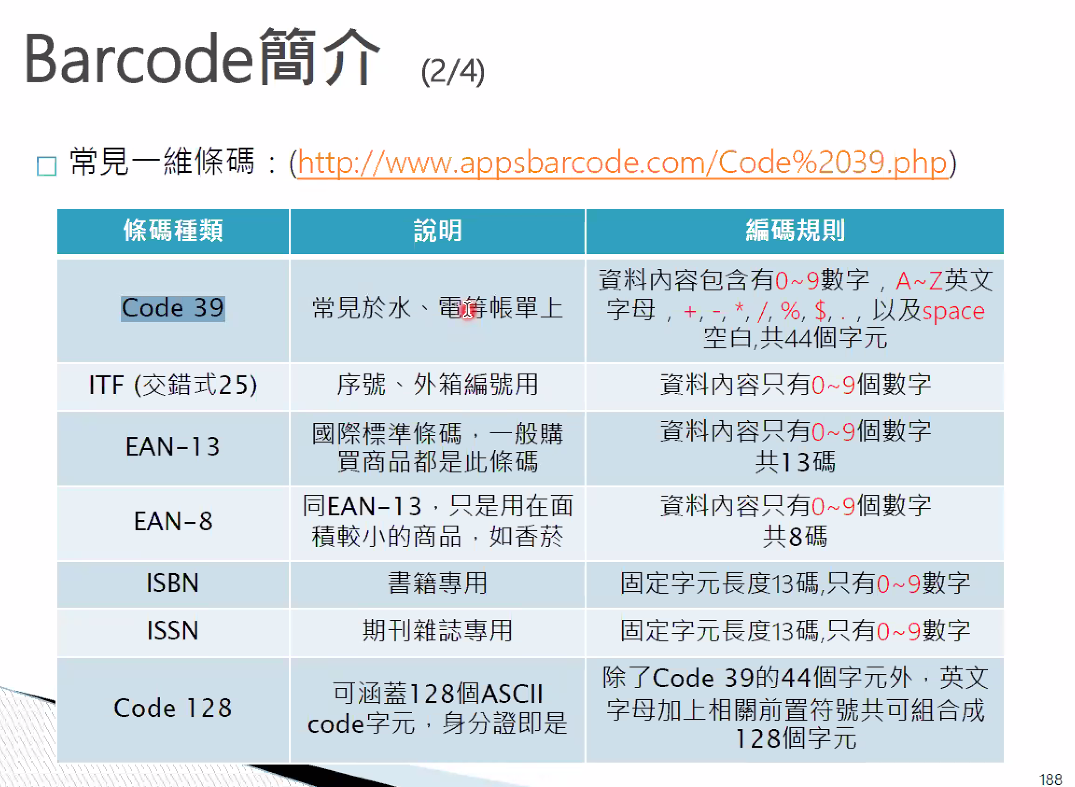 Barcode簡介 (2/4)
常見一維條碼：(http://www.appsbarcode.com/Code%2039.php)
條碼種類
說明
編碼規則
Code 39
常見於水、電等帳單上
資料內容包含有0~9數字，A~Z英文
字母，+, -, *, /, %, $, .，以及space
空白,共44個字元
ITF (交錯式25)
序號、外箱編號用
資料內容只有0~9個數字
EAN-13
國際標準條碼，一般購
買商品都是此條碼
資料內容只有0~9個數字
共13碼
EAN-8
同EAN-13，只是用在面
積較小的商品，如香菸
資料內容只有0~9個數字
共8碼
ISBN
書籍專用
固定字元長度13碼,只有0~9數字
ISSN
期刊雜誌專用
固定字元長度13碼,只有0~9數字
Code 128
可涵蓋128個ASCII
code字元，身分證即是
除了Code 39的44個字元外，英文
字母加上相關前置符號共可組合成
128個字元
188